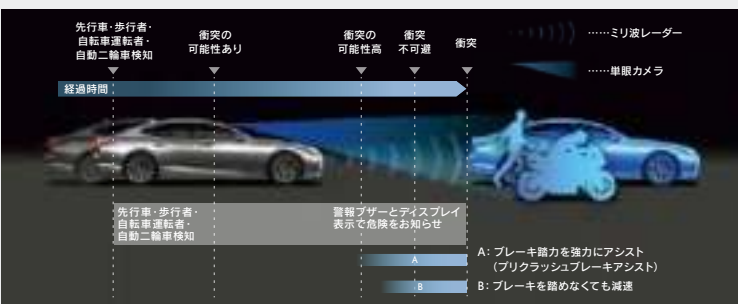 先行車・歩行者・
自転車運転者・
自動二輪車検知
衝突の
可能性あり
衝突の
可能性高
衝突
不可避
衝突
……ミリ波レーダー
……単眼カメラ
経過時間
先行車・歩行者・
自転車運転者・
自動二輪車検知
警報ブザーとディスプレイ
表示で危険をお知らせ
A
A：ブレーキ踏力を強力にアシスト
（プリクラッシュブレーキアシスト）
B
B：ブレーキを踏めなくても減速